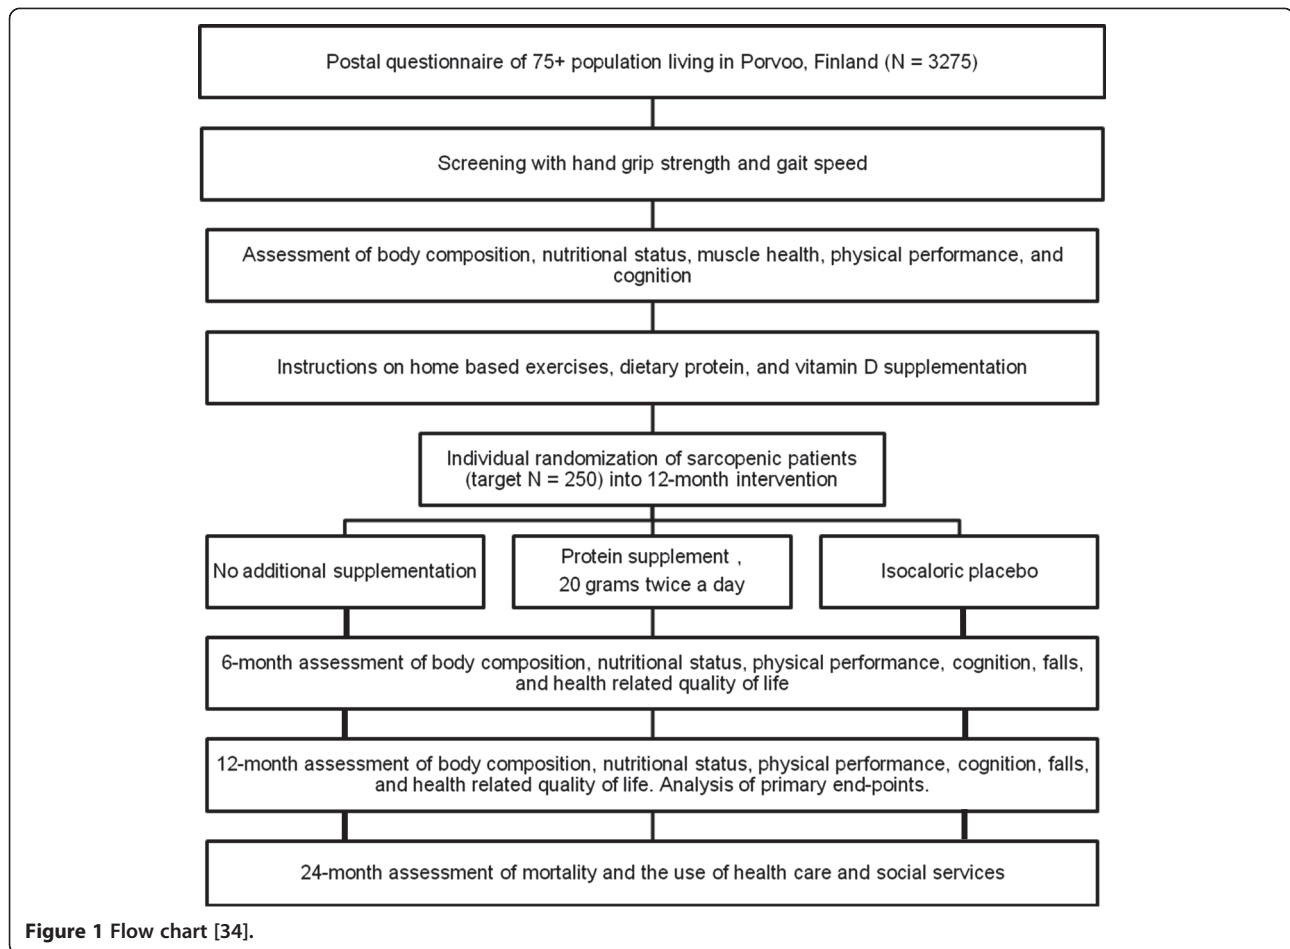 Postal questionnaire of 75+ population living in Porvoo, Finland (N = 3275)
Screening with hand grip strength and gait speed
Assessment of body composition, nutritional status, muscle health, physical performance, and
cognition
Instructions on home based exercises, dietary protein, and vitamin D supplementation
Individual randomization of sarcopenic patients
(target N = 250) into 12-month intervention
No additional supplementation
Protein supplement ,
20 grams twice a day
Isocaloric placebo
6-month assessment of body composition, nutritional status, physical performance, cognition, falls,
and health related quality of life
12-month assessment of body composition, nutritional status, physical performance, cognition, falls,
and health related quality of life. Analysis of primary end-points.
24-month assessment of mortality and the use of health care and social services
Figure 1 Flow chart [34].